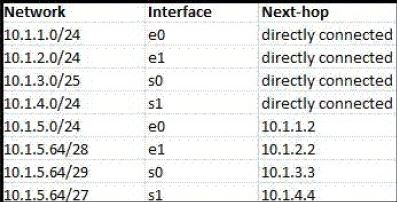 Network Interface Next-hop
10.1.1.0/24 e0 directly connected
10.1.2.0/24 e1 directly connected
10.1.3.0/25 s0 directly connected
10.1.4.0/24 s1 directly connected
10.1.5.0/24 e0 10.1.1.2
10.1.5.64/28 e1 10.1.2.2
10.1.5.64/29 s0 10.1.3.3
10.1.5.64/27 s1 10.1.4.4